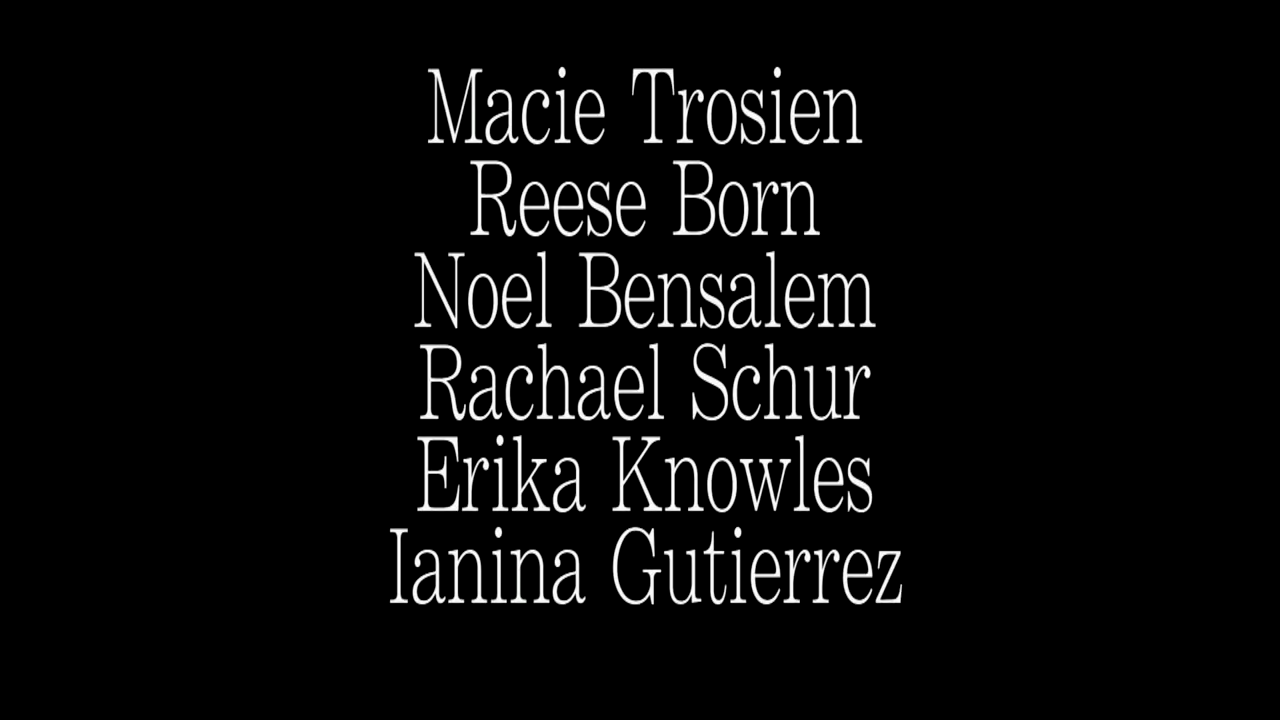 Macie Trosien
Reese Born
Noel Bensalem
Rachael Schur
Erika Knowles
Ianina Gutierrez